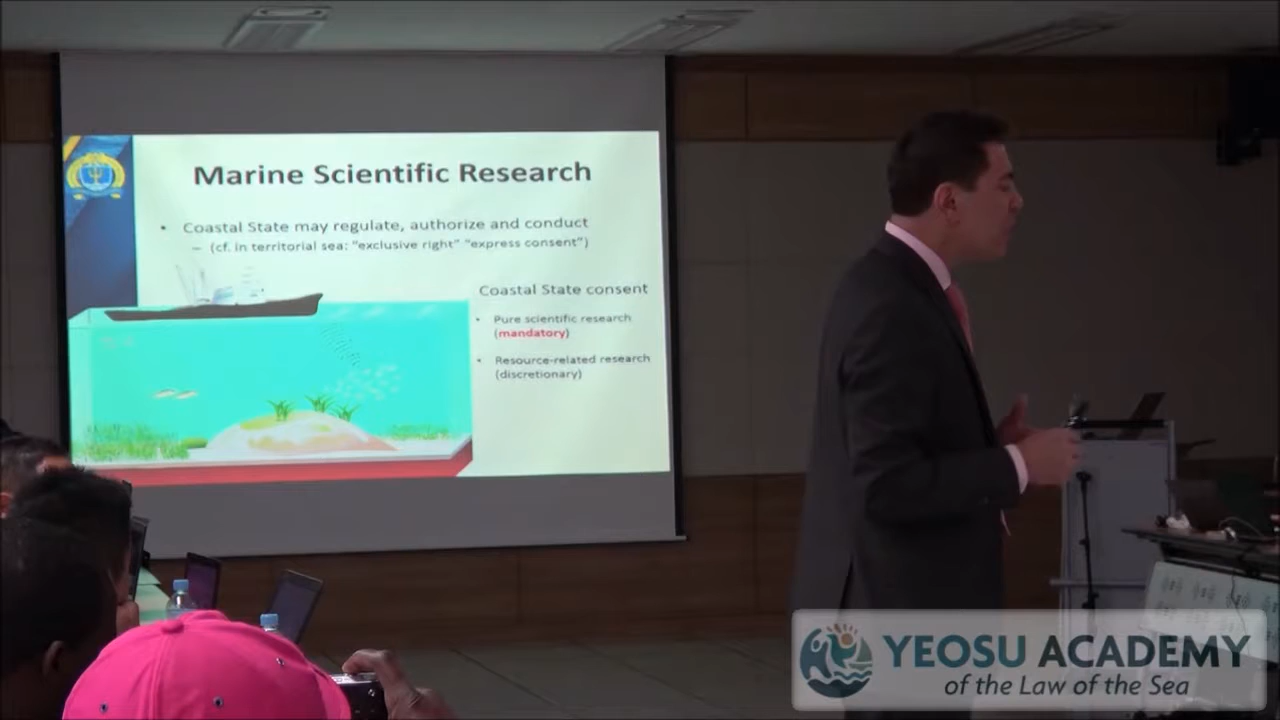 Marine Scientific Research
• Coastal State may regulate, authorize and conduct
– (cf. in territorial sea: “exclusive right” “express consent”)
Coastal State consent
• Pure scientific research
(mandatory)
• Resource-related research
(discretionary)
YEOSU ACADEMY
of the Law of the Sea